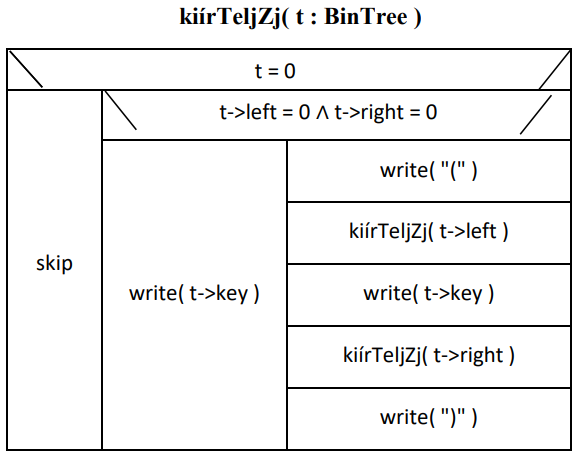 kiírTeljZj( t : BinTree )
t = 0
t->left = 0 ∧ t->right = 0
skip
write( t->key )
write( "(" )
kiírTeljZj( t->left )
write( t->key )
kiírTeljZj( t->right )
write( ")" )